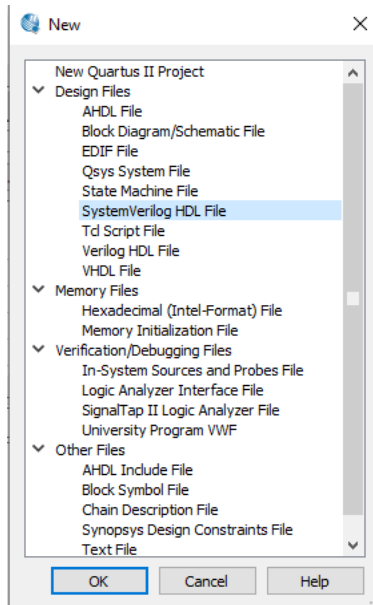 New
New Quartus II Project
Design Files
AHDL File
Block Diagram/Schematic File
EDIF File
Qsys System File
State Machine File
SystemVerilog HDL File
Tcl Script File
Verilog HDL File
VHDL File
Memory Files
Hexadecimal (Intel-Format) File
Memory Initialization File
Verification/Debugging Files
In-System Sources and Probes File
Logic Analyzer Interface File
SignalTap II Logic Analyzer File
University Program VWF
Other Files
AHDL Include File
Block Symbol File
Chain Description File
Synopsys Design Constraints File
Text File
OK Cancel Help